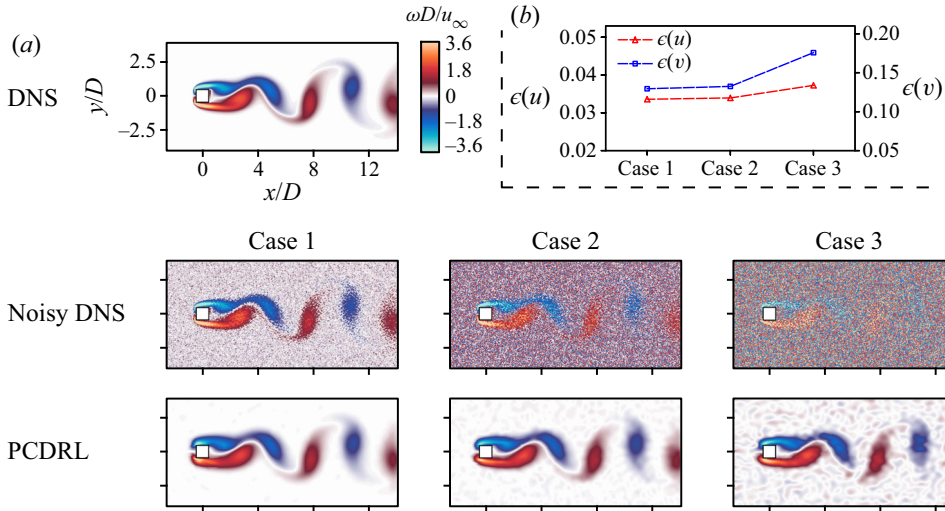 (a)
DNS
y/D
2.5
0
−2.5
0 4 8 12
x/D
ωD/u∞
3.6
1.8
0
−1.8
−3.6
(b)
ϵ(u)
0.05
0.04
0.03
0.02
ϵ(u)
ϵ(v)
0.20
0.15
0.10
0.05
ϵ(v)
Case 1 Case 2 Case 3
Case 1 Case 2 Case 3
Noisy DNS
PCDRL